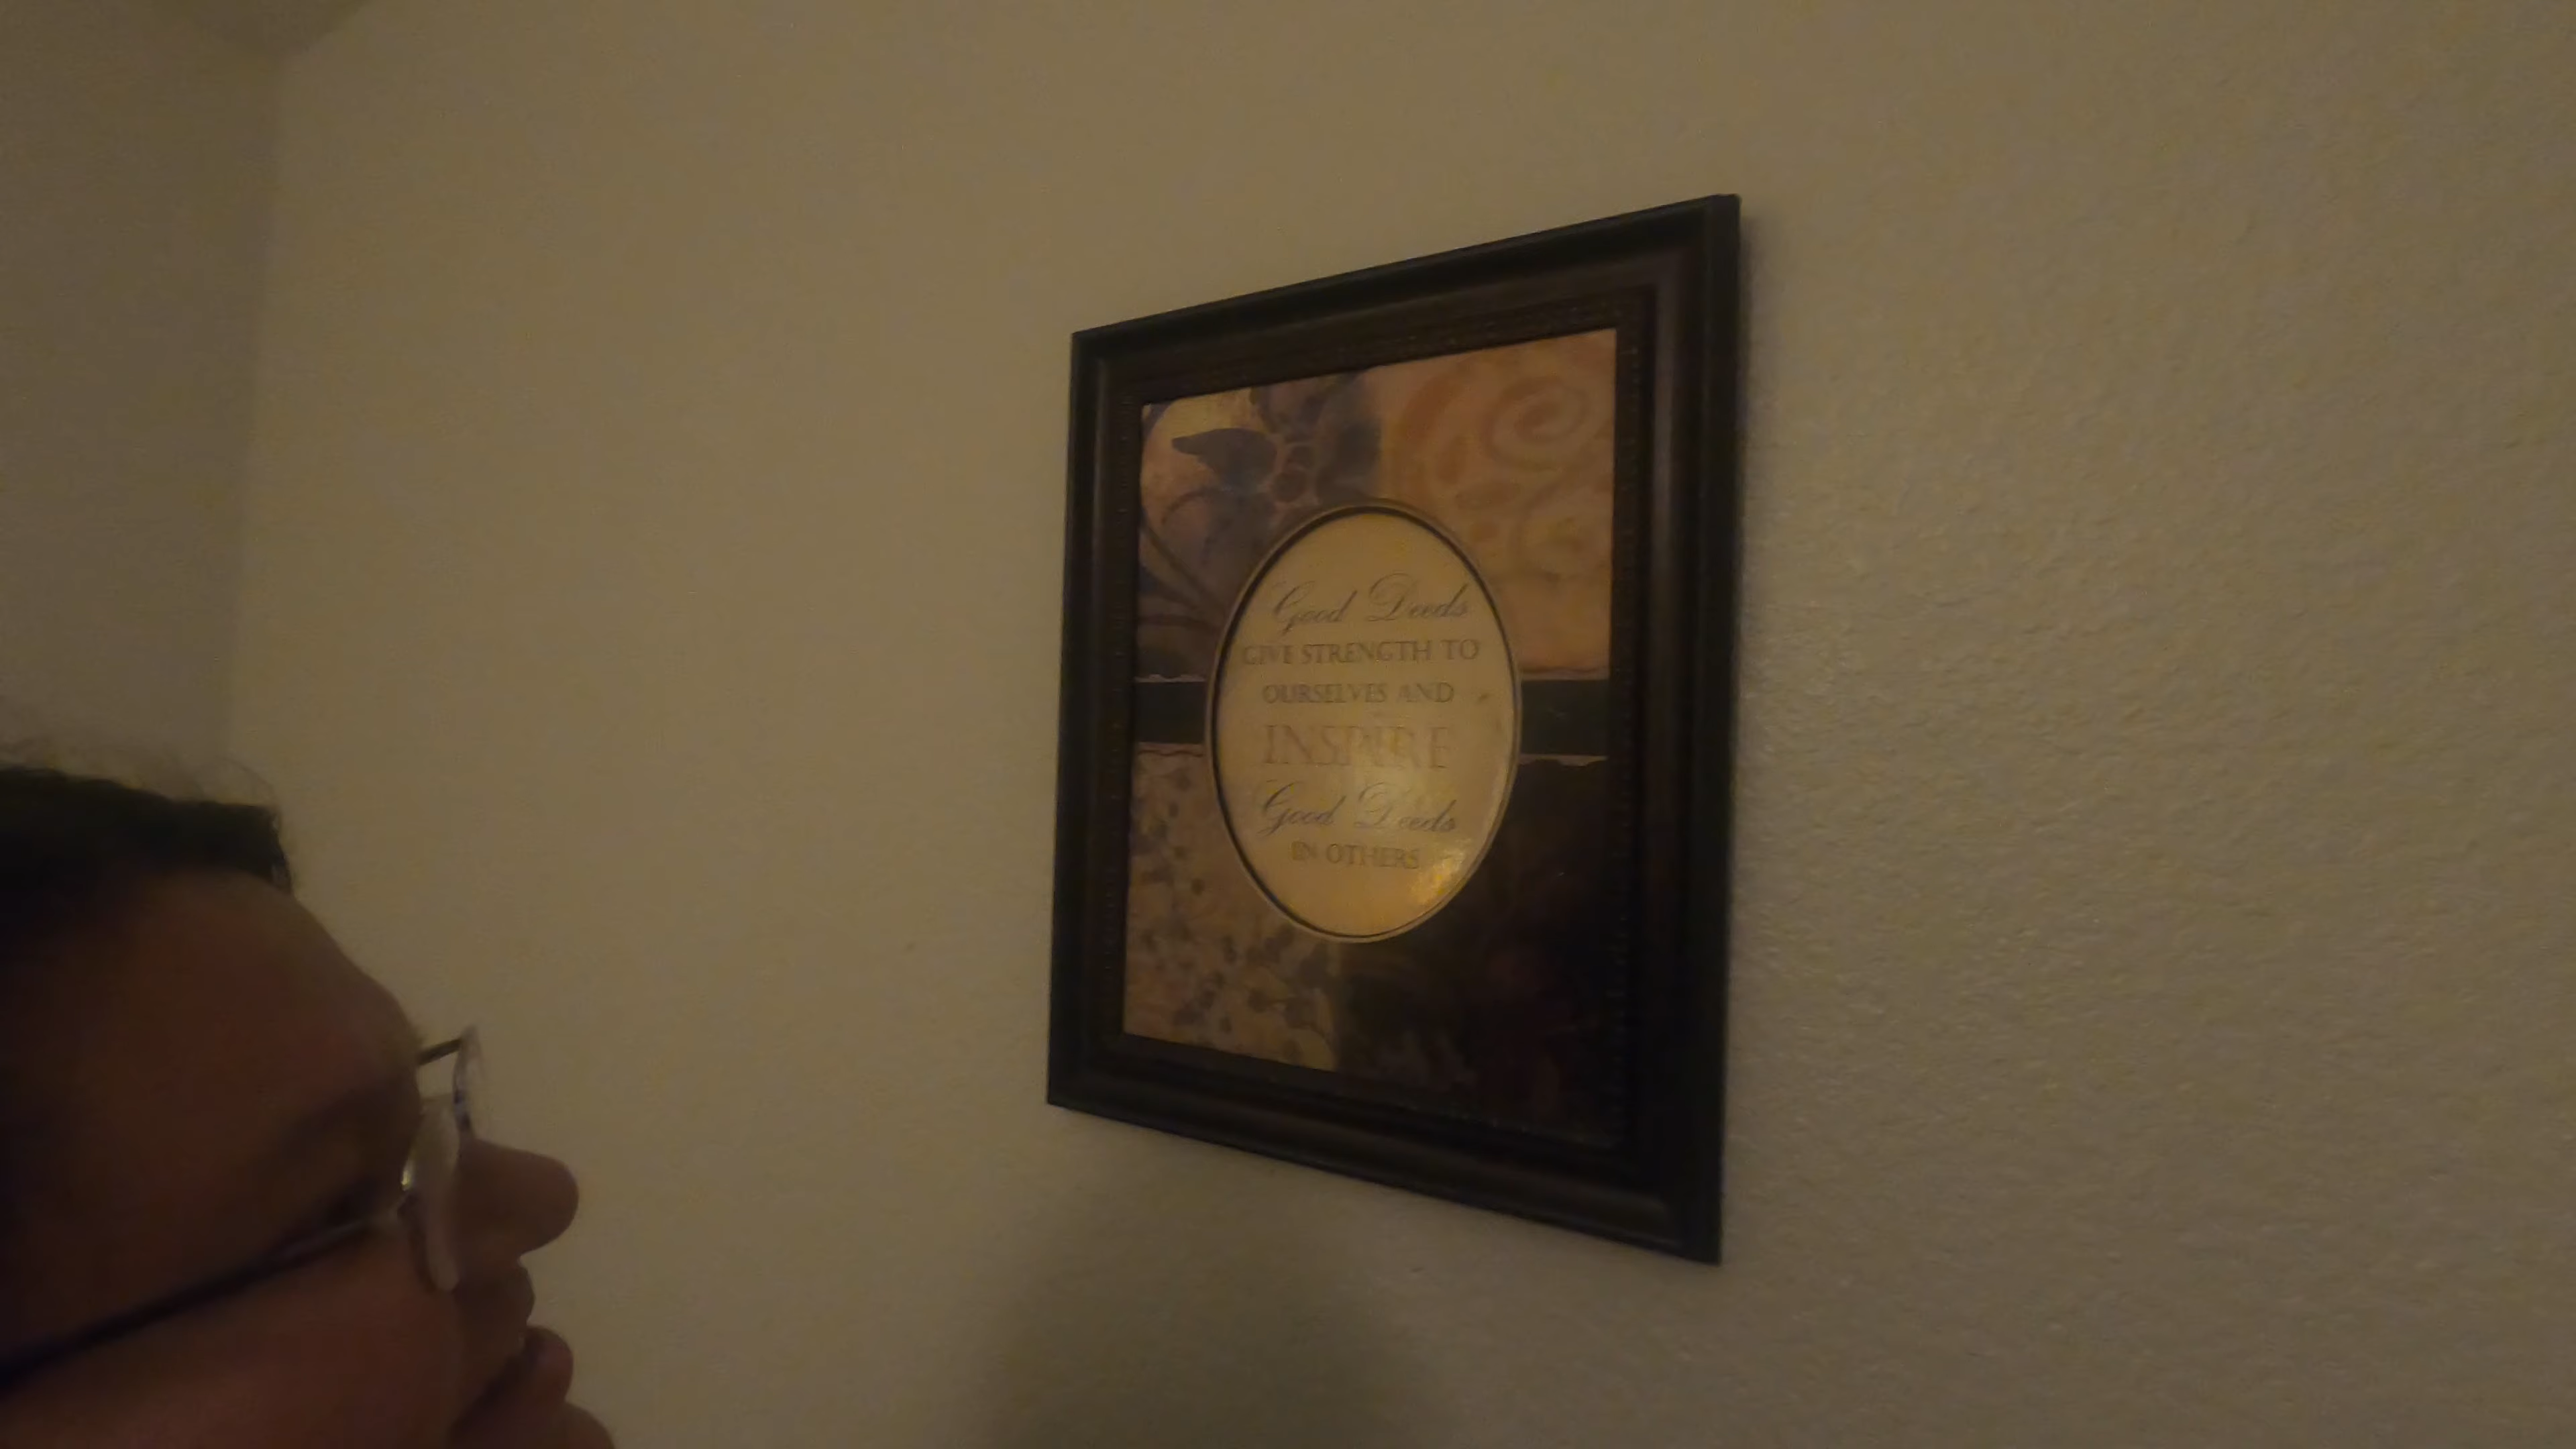 Good Deeds
GIVE STRENGTH TO
OURSELVES AND
INSPIRE
Good Deeds
IN OTHERS